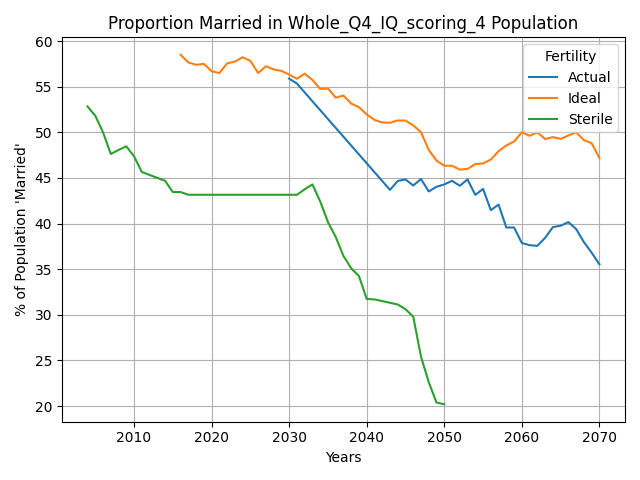 Proportion Married in Whole_Q4_IQ_scoring_4 Population
% of Population 'Married'
60
55
50
45
40
35
30
25
20
Fertility
Actual
Ideal
Sterile
2010 2020 2030 2040 2050 2060 2070
Years